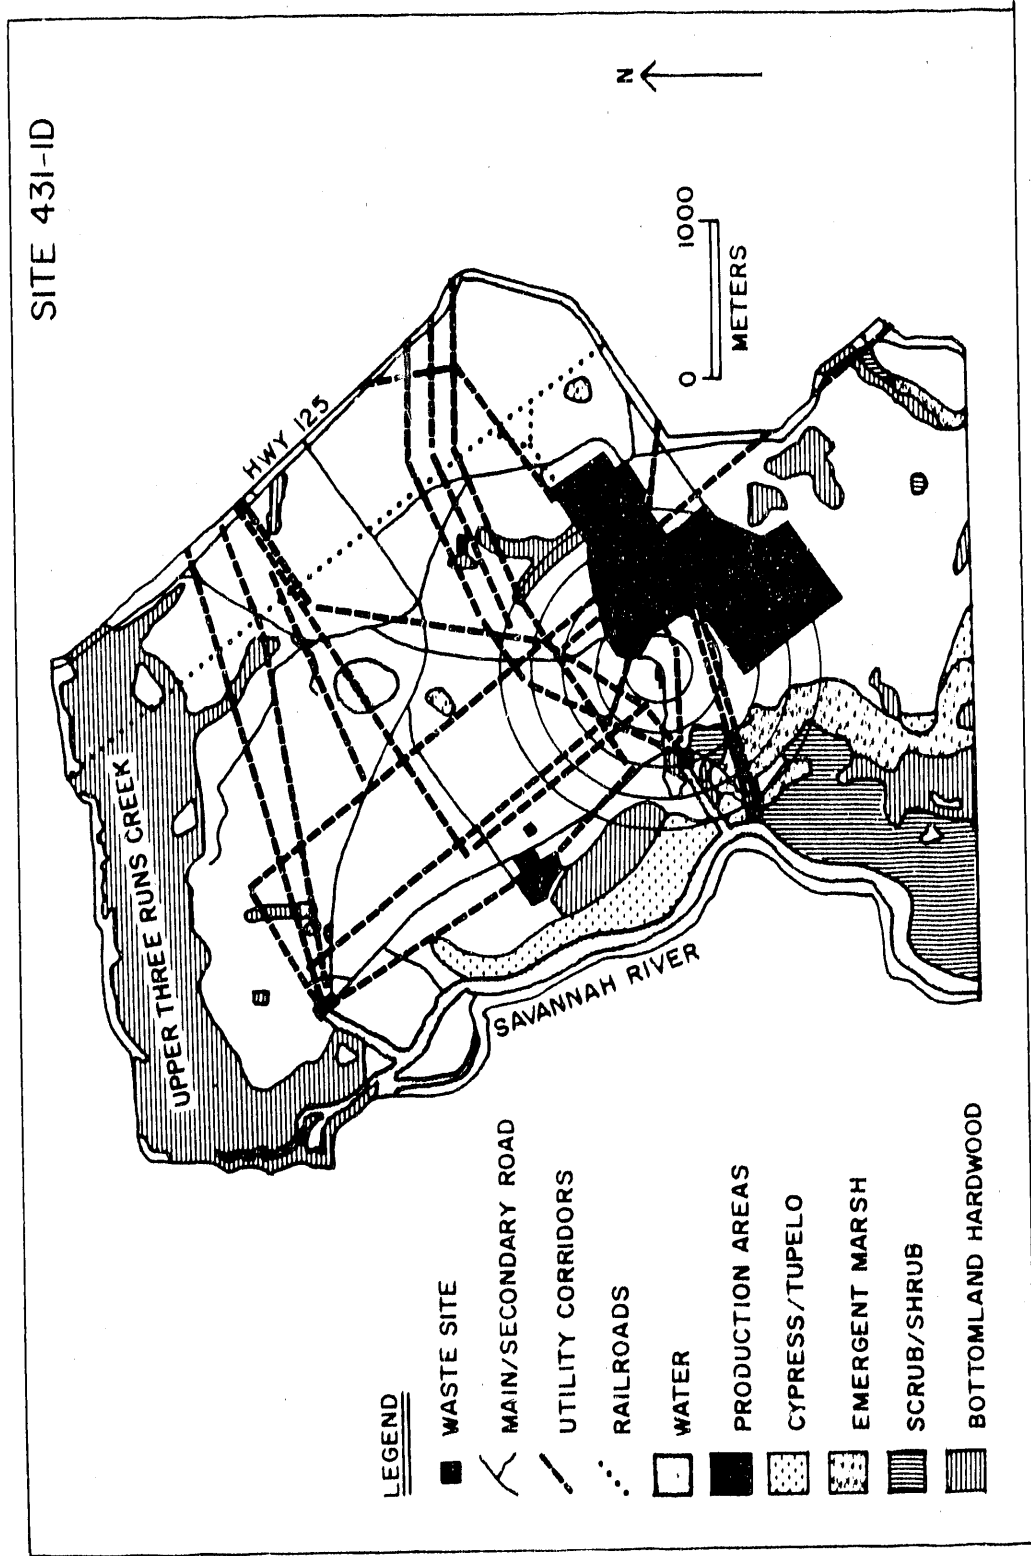 SITE 431-1D
N
HWY 125
UPPER THREE RUNS CREEK
SAVANNAH RIVER
0 1000
METERS
LEGEND
WASTE SITE
MAIN/SECONDARY ROAD
UTILITY CORRIDORS
RAILROADS
WATER
PRODUCTION AREAS
CYPRESS/TUPELO
EMERGENT MARSH
SCRUB/SHRUB
BOTTOMLAND HARDWOOD